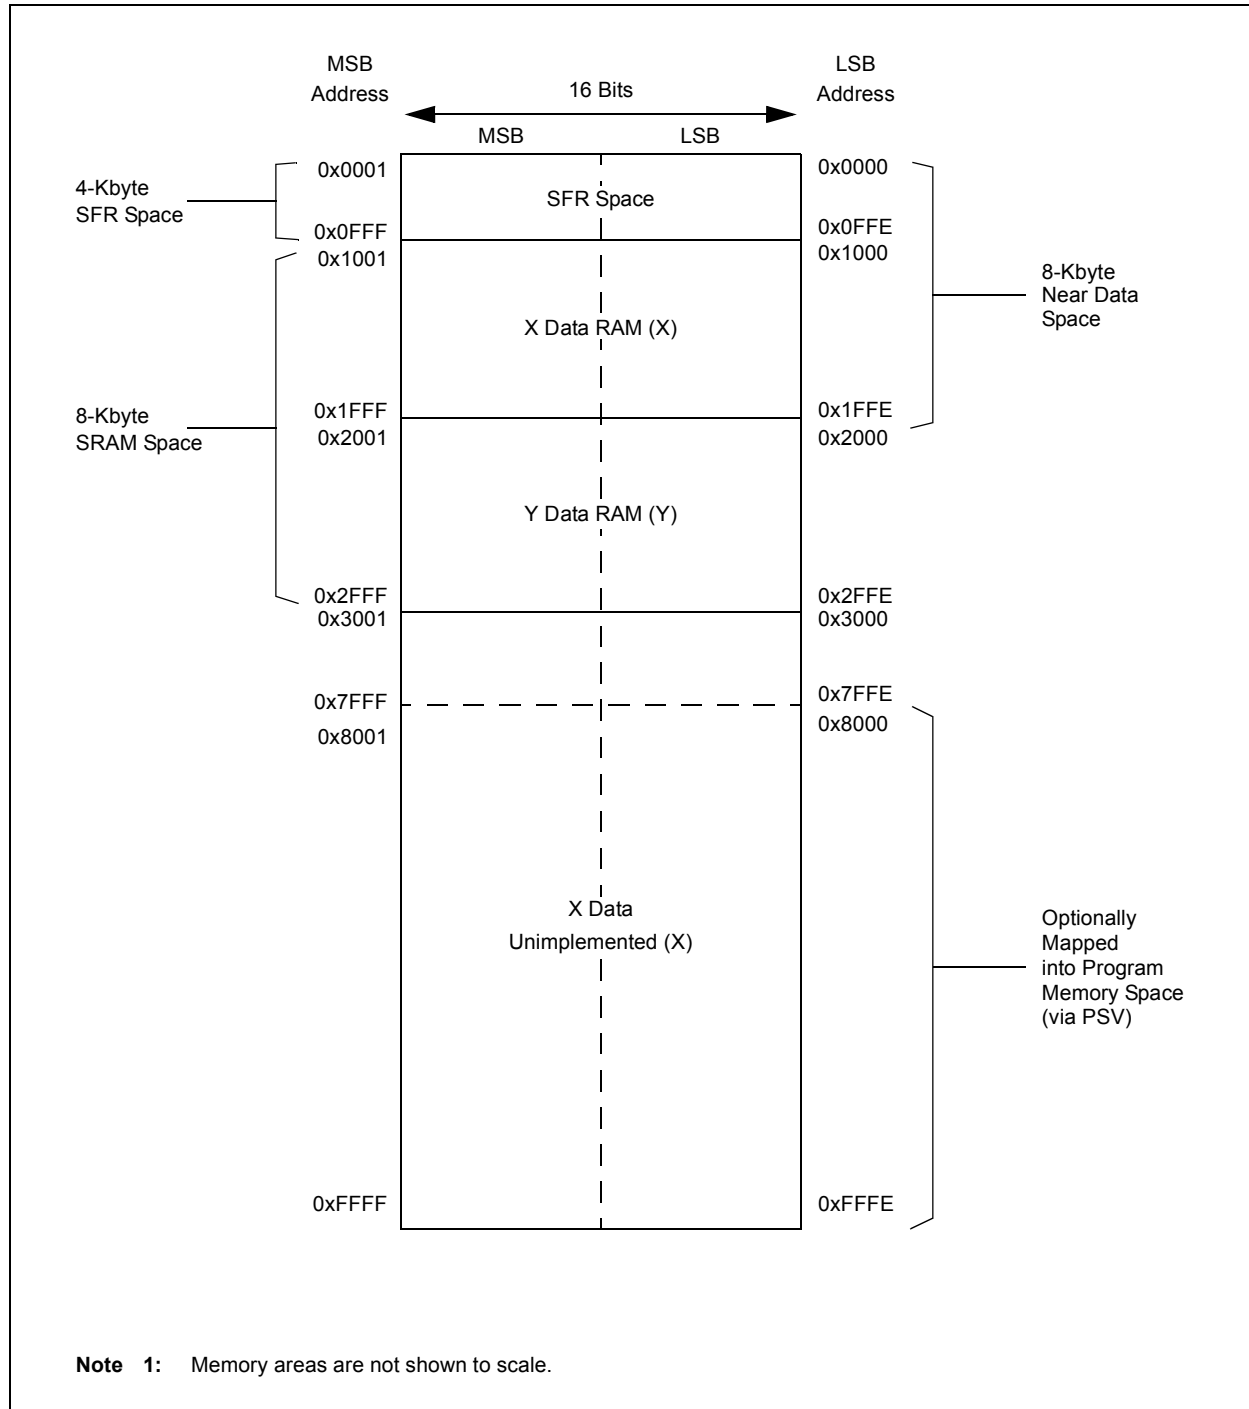 MSB
Address
16 Bits
LSB
Address
MSB
LSB
0x0001
0x0000
4-Kbyte
SFR Space
SFR Space
0x0FFF
0x0FFE
0x1001
0x1000
8-Kbyte
Near Data
Space
X Data RAM (X)
0x1FFF
0x1FFE
8-Kbyte
SRAM Space
0x2001
0x2000
Y Data RAM (Y)
0x2FFF
0x2FFE
0x3001
0x3000
0x7FFF
0x7FFE
0x8001
0x8000
X Data
Unimplemented (X)
Optionally
Mapped
into Program
Memory Space
(via PSV)
0xFFFF
0xFFFE
Note 1: Memory areas are not shown to scale.